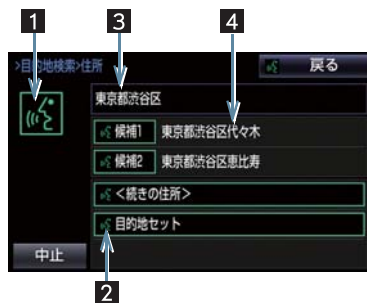 1
3
4
>目的地検索>住所
戻る
東京都渋谷区
候補1 東京都渋谷区代々木
候補2 東京都渋谷区恵比寿
<続きの住所>
目的地セット
中止
2